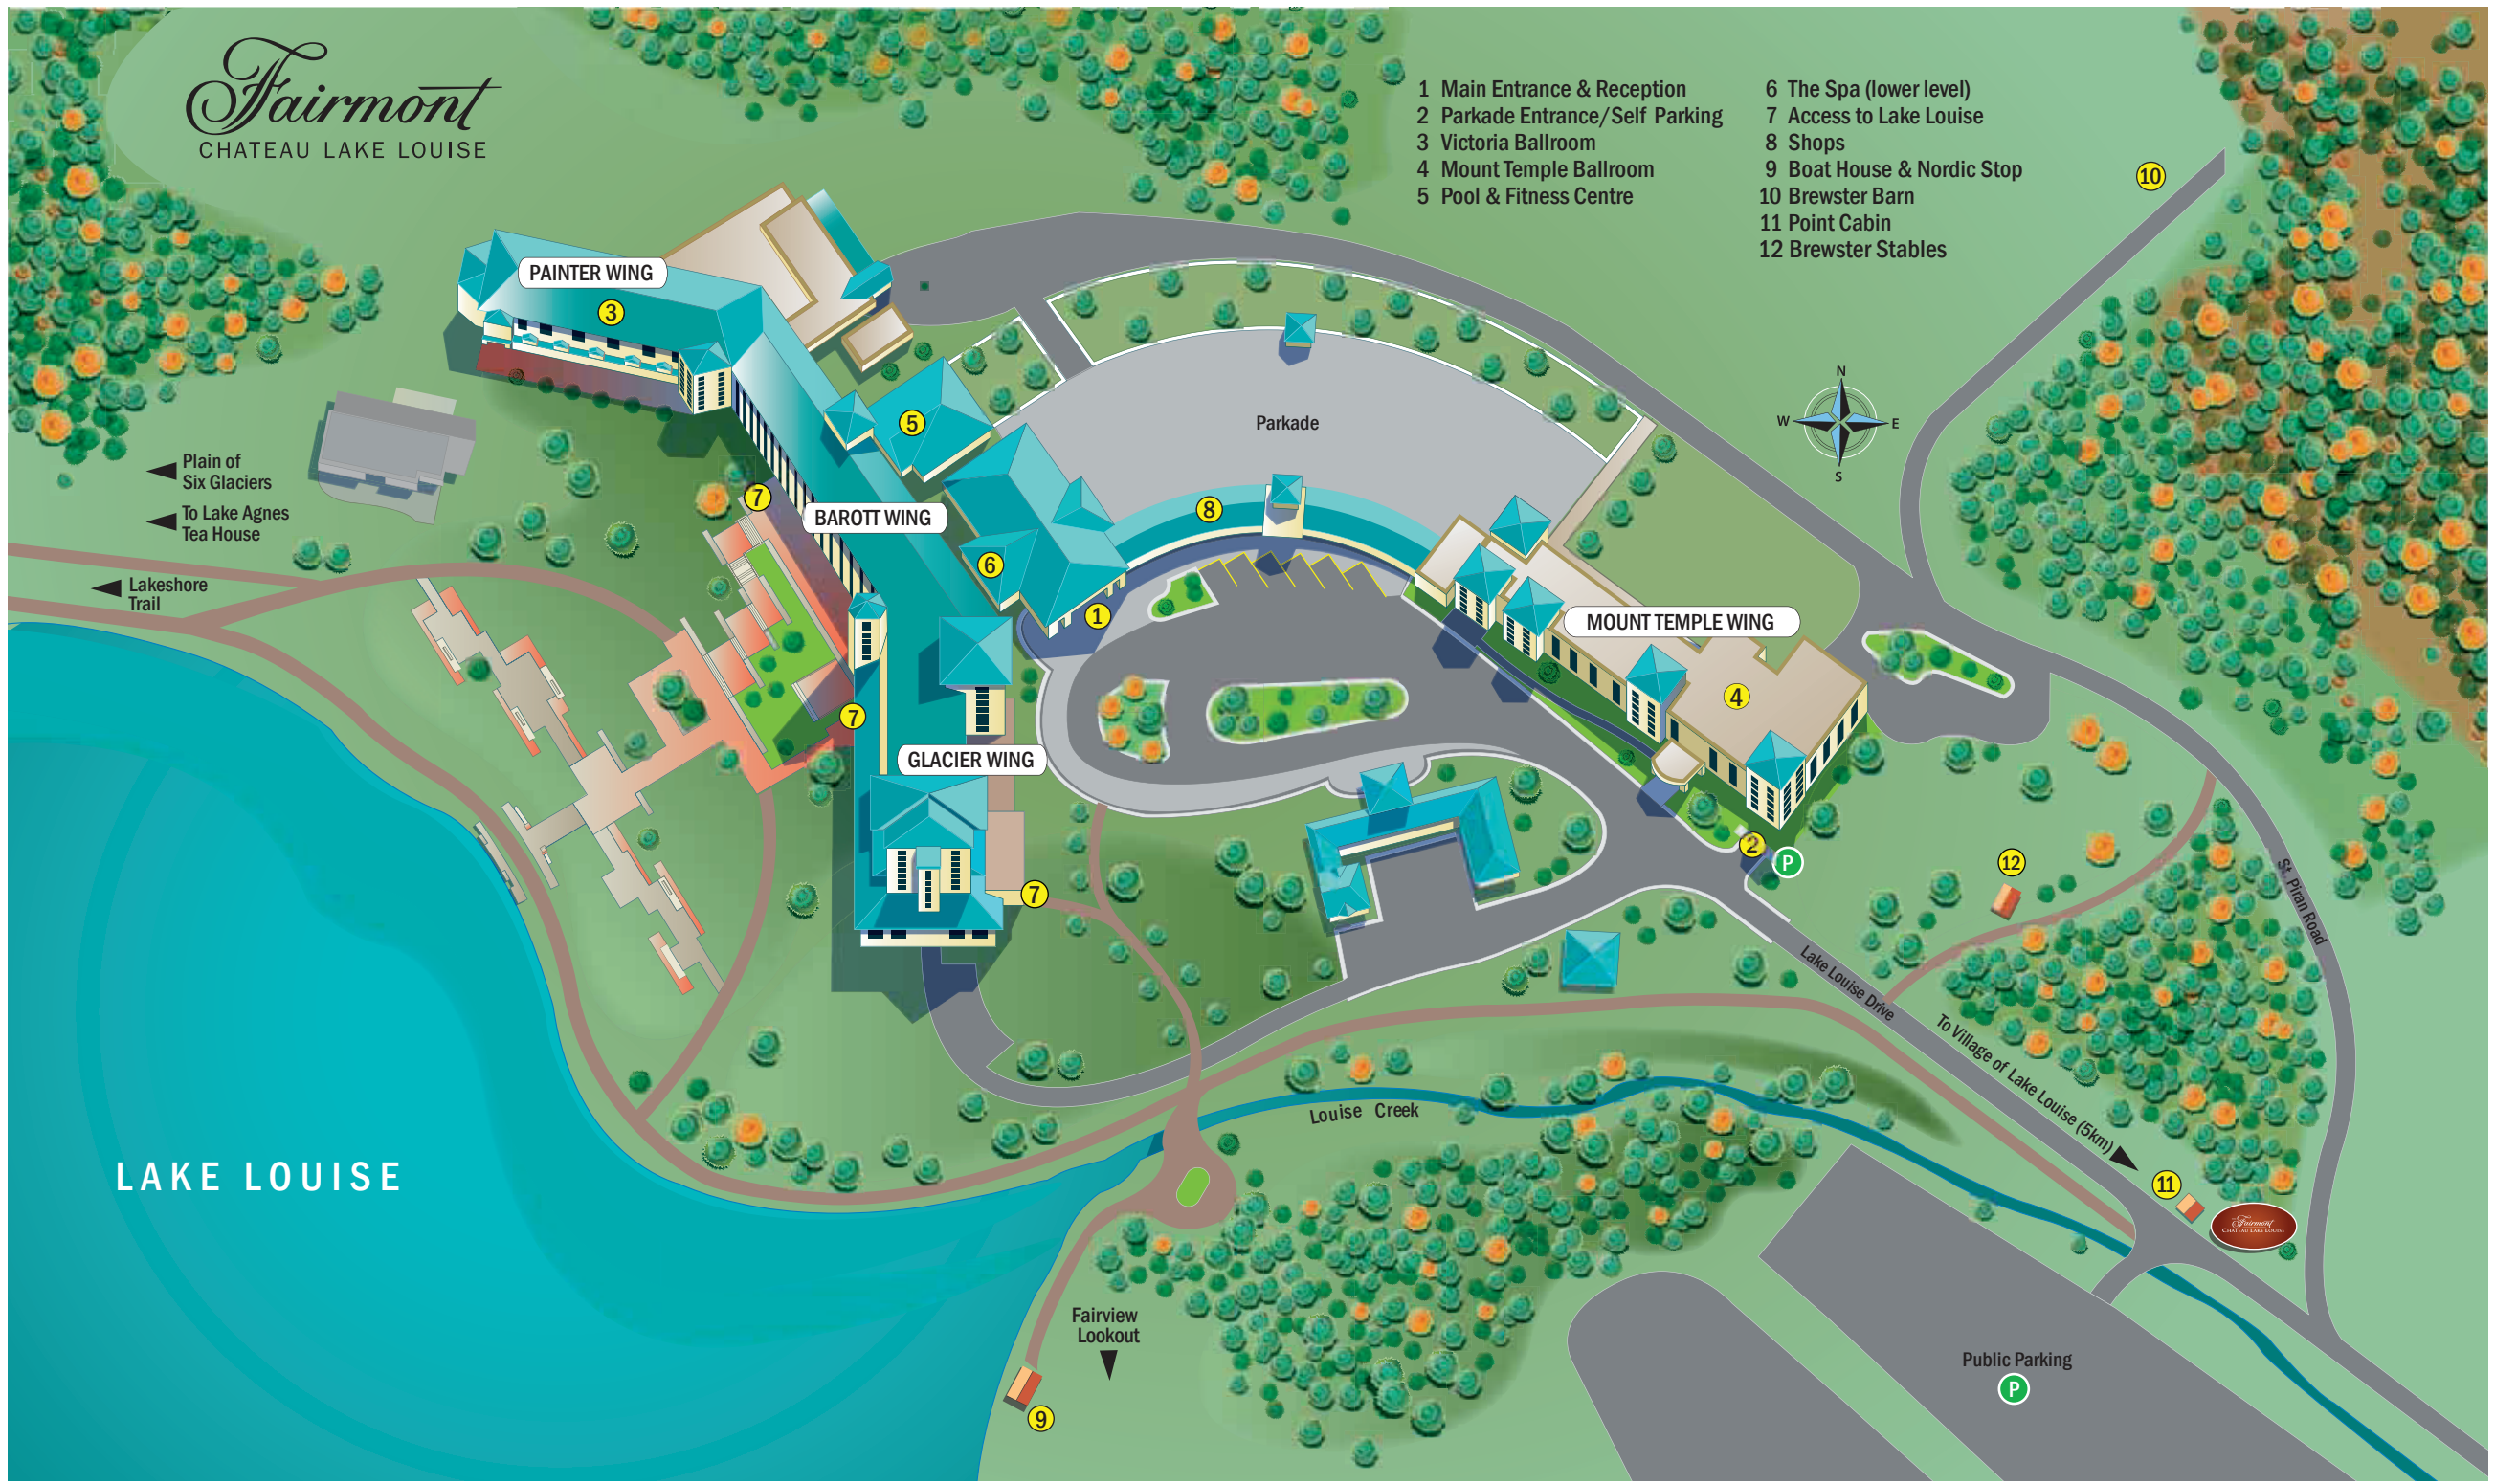 Fairmont
CHATEAU LAKE LOUISE
1 Main Entrance & Reception
2 Parkade Entrance/Self Parking
3 Victoria Ballroom
4 Mount Temple Ballroom
5 Pool & Fitness Centre
6 The Spa (lower level)
7 Access to Lake Louise
8 Shops
9 Boat House & Nordic Stop
10 Brewster Barn
11 Point Cabin
12 Brewster Stables
10
PAINTER WING
3
N
W
E
S
Parkade
5
Plain of
Six Glaciers
To Lake Agnes
Tea House
7
BAROTT WING
8
6
Lakeshore
Trail
1
MOUNT TEMPLE WING
4
7
GLACIER WING
2
P
12
7
St. Piran Road
Lake Louise Drive
To Village of Lake Louise (5km)
Louise Creek
LAKE LOUISE
11
Fairmont
CHATEAU LAKE LOUISE
Fairview
Lookout
Public Parking
P
9